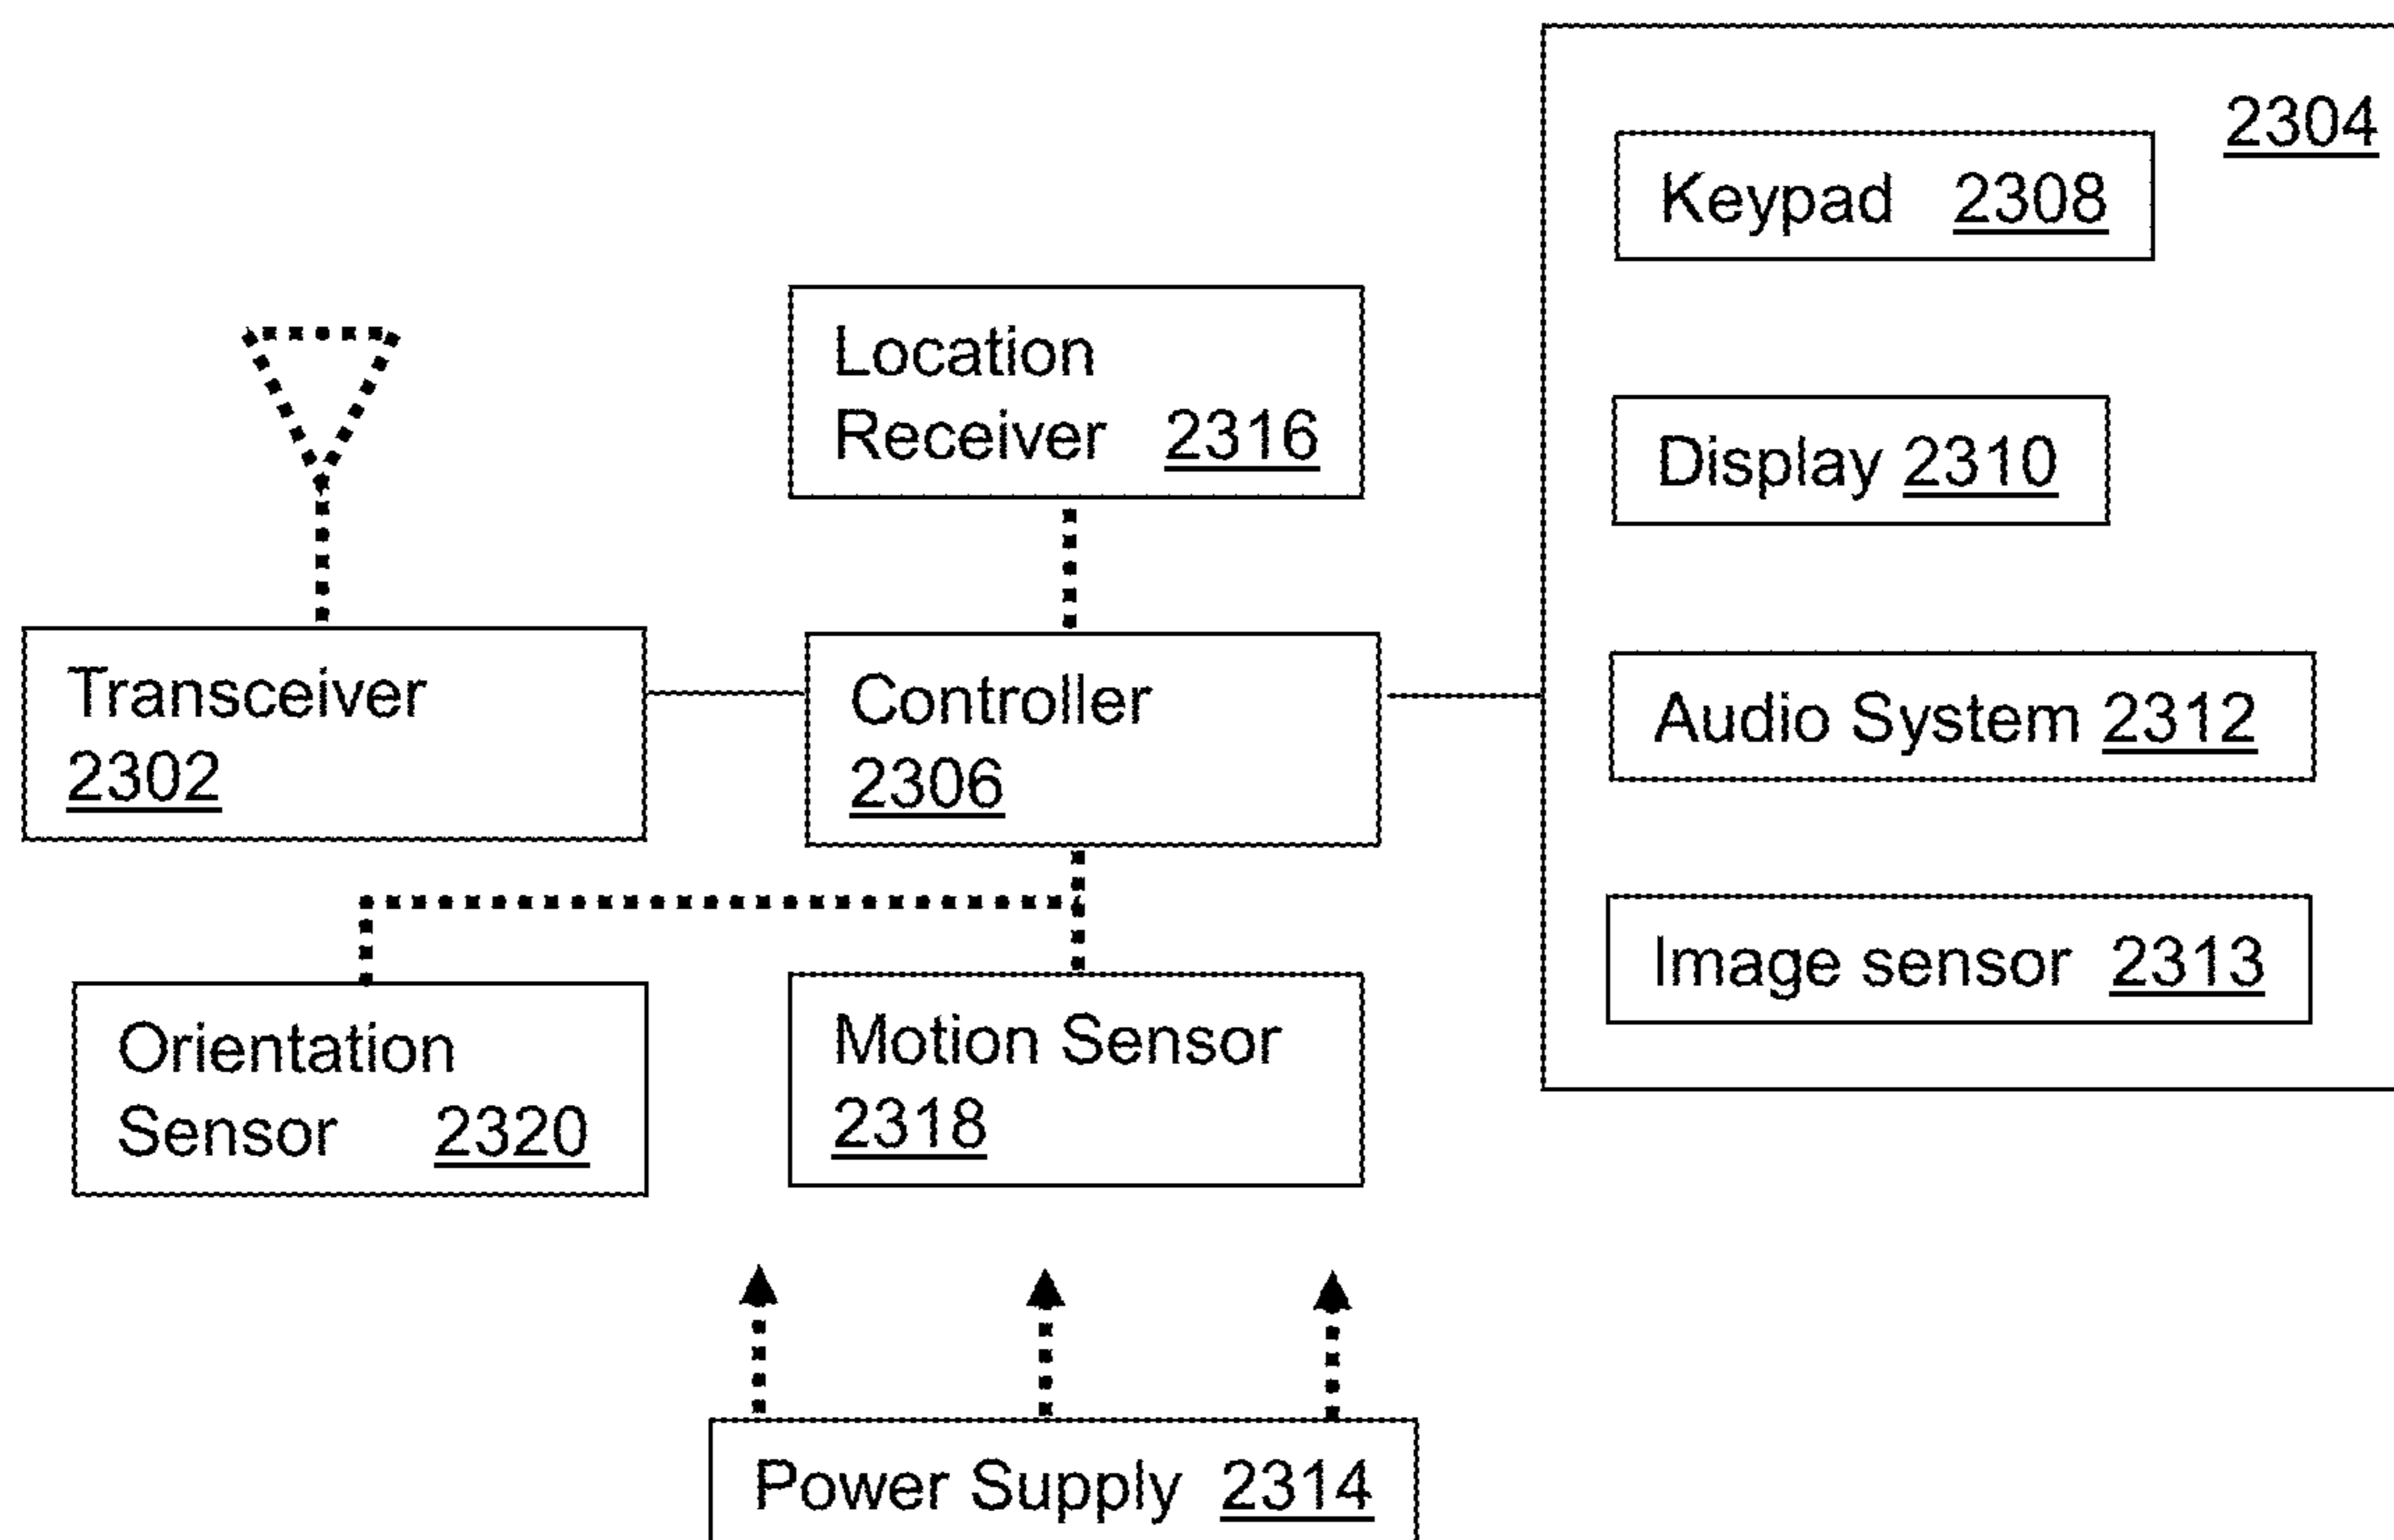 2304
Keypad 2308
Location
Receiver 2316
Display 2310
Transceiver
2302
Controller
2306
Audio System 2312
Image sensor 2313
Orientation
Sensor 2320
Motion Sensor
2318
Power Supply 2314